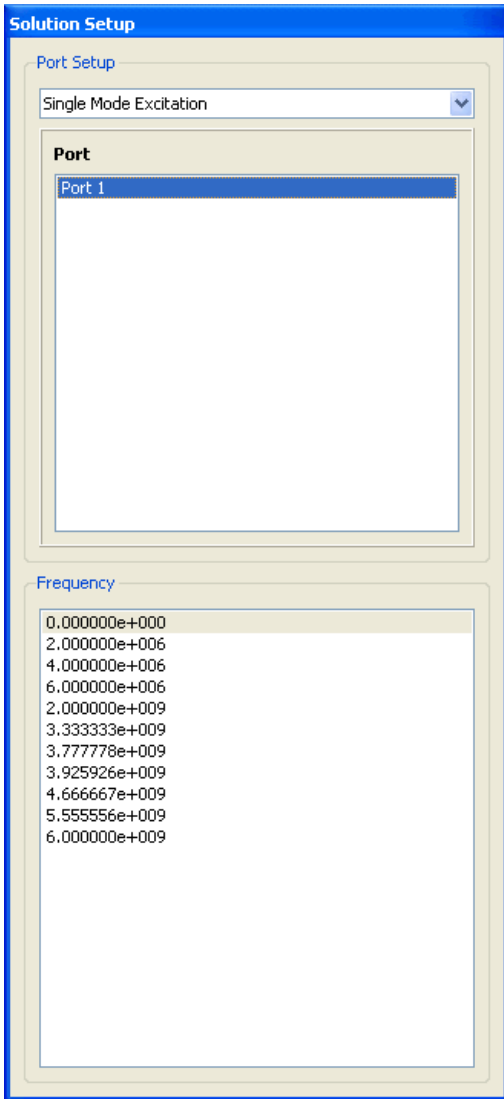 Solution Setup
Port Setup
Single Mode Excitation
Port
Port 1
Frequency
0.000000e+000
2.000000e+006
4.000000e+006
6.000000e+006
2.000000e+009
3.333333e+009
3.777778e+009
3.925926e+009
4.666667e+009
5.555556e+009
6.000000e+009